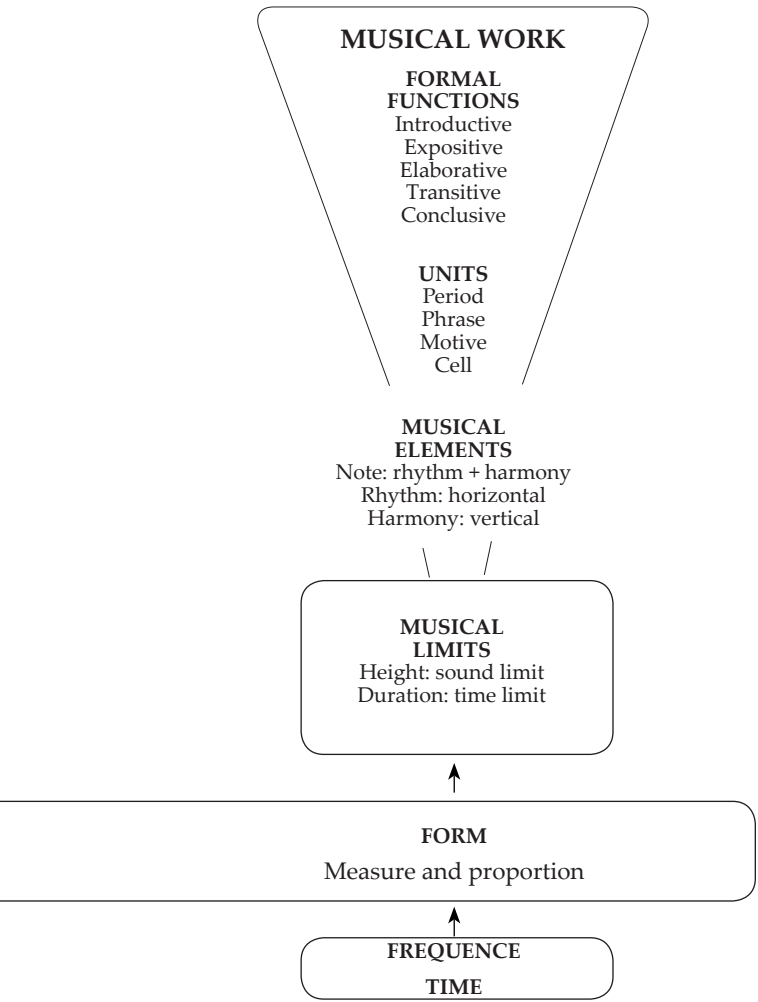 MUSICAL WORK
FORMAL
FUNCTIONS
Introductive
Expositive
Elaborative
Transitive
Conclusive
UNITS
Period
Phrase
Motive
Cell
MUSICAL
ELEMENTS
Note: rhythm + harmony
Rhythm: horizontal
Harmony: vertical
MUSICAL
LIMITS
Height: sound limit
Duration: time limit
FORM
Measure and proportion
FREQUENCE
TIME